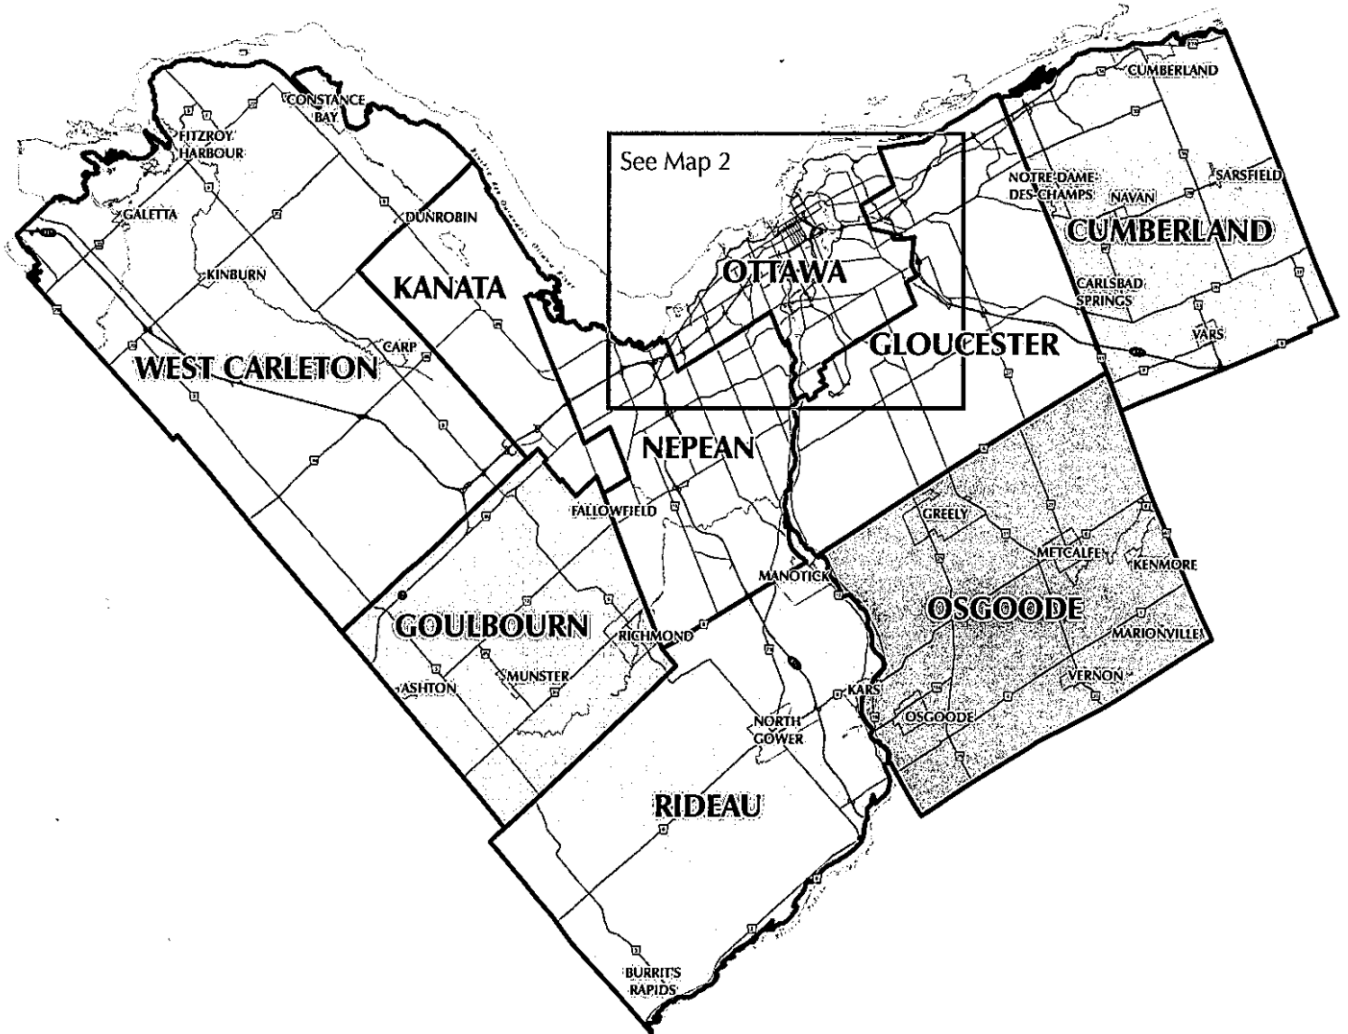 CUMBERLAND
CONSTANCE
BAY
FITZROY
HARBOUR
See Map 2
NOTRE-DAME-
DES-CHAMPS
SARSFIELD
NAVAN
GALETTA
DUNROBIN
CUMBERLAND
KINBURN
KANATA
OTTAWA
CARLSBAD
SPRINGS
VARS
CARP
WEST CARLETON
GLOUCESTER
NEPEAN
FALLOWFIELD
GREELY
METCALFE
KENMORE
MANOTICK
OSGOODE
GOULBOURN
RICHMOND
MARIONVILLE
MUNSTER
ASHTON
VERNON
KARS
OSGOODE
NORTH
GOWER
RIDEAU
BURRIT'S
RAPIDS